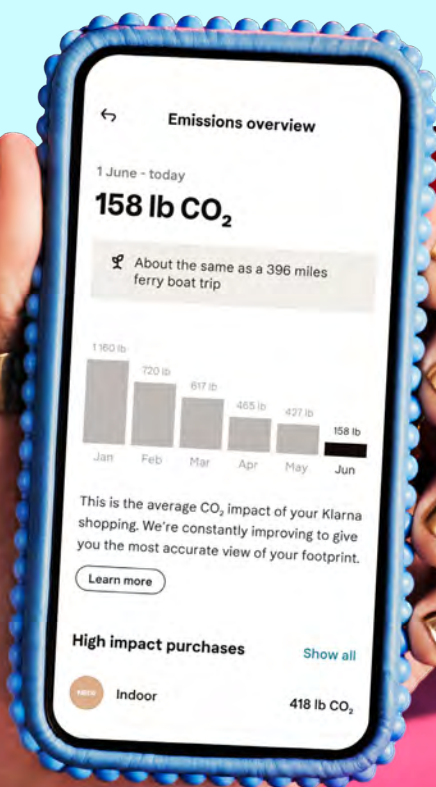 Emissions overview
1 June - today
158 lb CO₂
About the same as a 396 miles
ferry boat trip
1 160 lb
720 lb
617 lb
465 lb
427 lb
158 lb
Jan
Feb
Mar
Apr
May
Jun
This is the average CO₂ impact of your Klarna
shopping. We're constantly improving to give
you the most accurate view of your footprint.
Learn more
High impact purchases
Show all
Indoor
418 lb CO₂